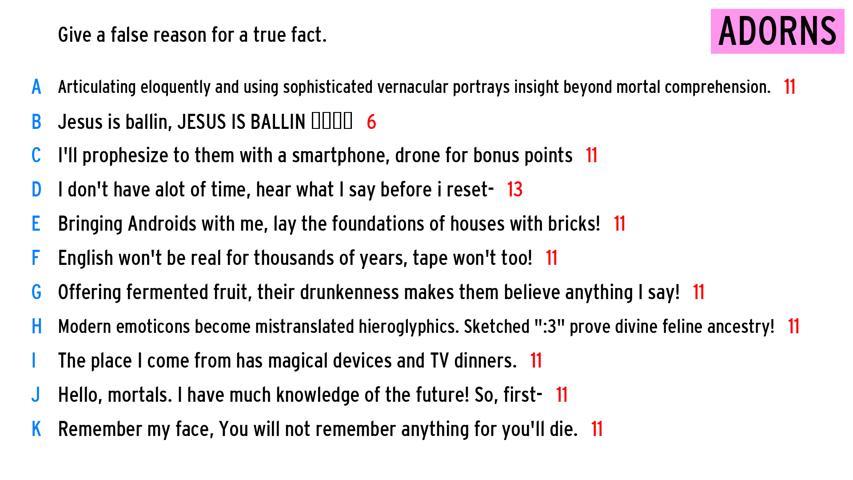 Give a false reason for a true fact.
ADORNS
A Articulating eloquently and using sophisticated vernacular portrays insight beyond mortal comprehension. 11
B Jesus is ballin, JESUS IS BALLIN 6
C I'll prophesize to them with a smartphone, drone for bonus points 11
D I don't have alot of time, hear what I say before i reset- 13
E Bringing Androids with me, lay the foundations of houses with bricks! 11
F English won't be real for thousands of years, tape won't too! 11
G Offering fermented fruit, their drunkenness makes them believe anything I say! 11
H Modern emoticons become mistranslated hieroglyphics. Sketched ":3" prove divine feline ancestry! 11
I The place I come from has magical devices and TV dinners. 11
J Hello, mortals. I have much knowledge of the future! So, first- 11
K Remember my face, You will not remember anything for you'll die. 11